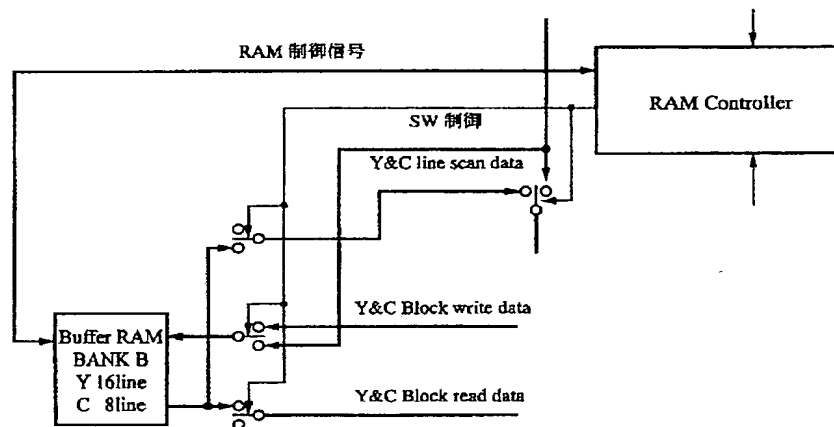 RAM 制御信号
RAM Controller
SW 制御
Y&C line scan data
Y&C Block write data
Buffer RAM
BANK B
Y 16line
C 8line
Y&C Block read data